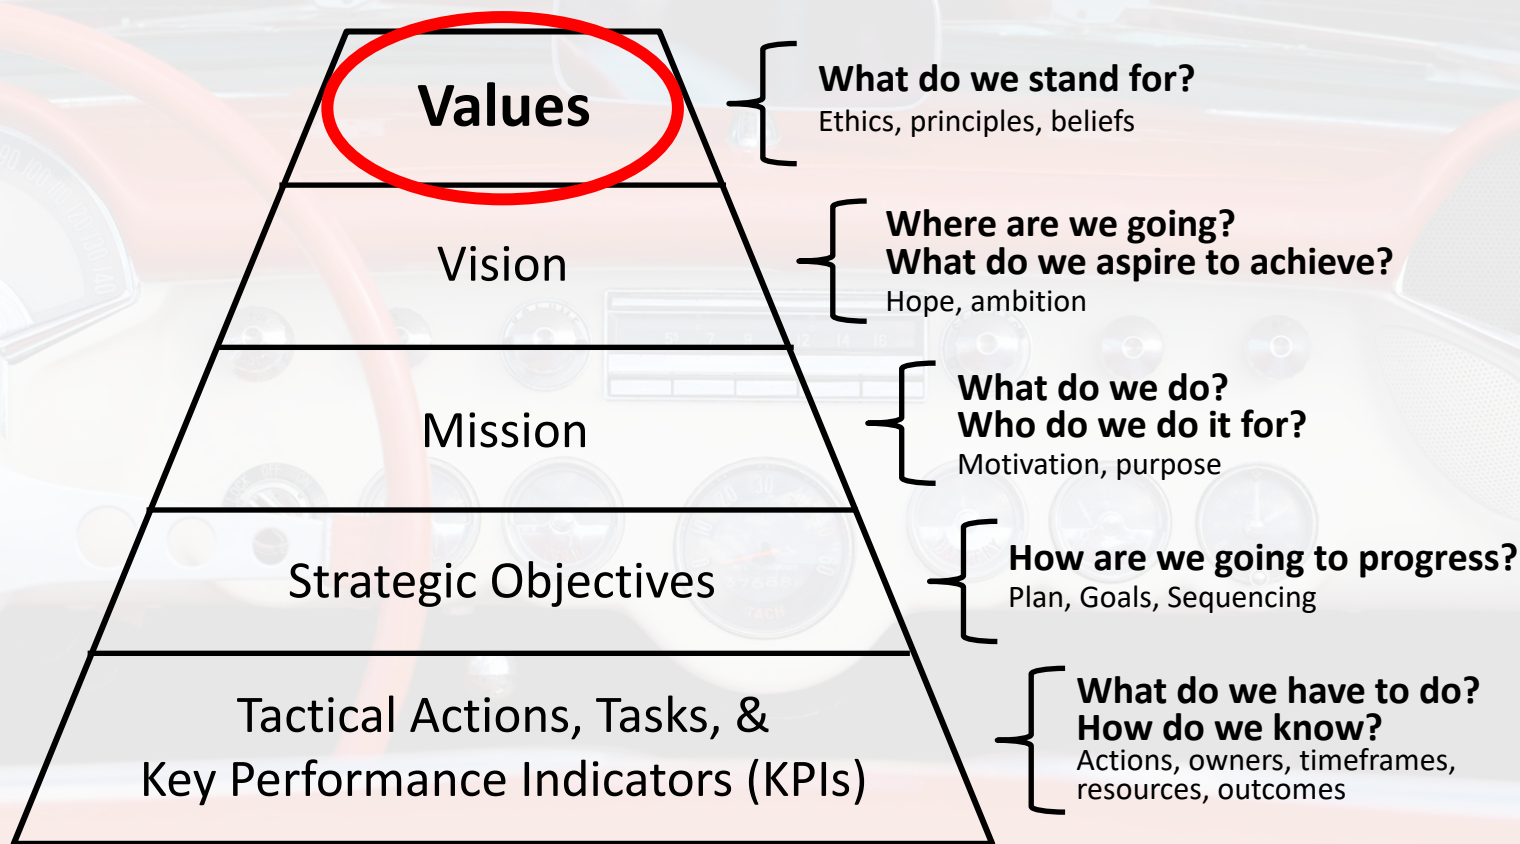 Values
What do we stand for?
Ethics, principles, beliefs
Vision
Where are we going?
What do we aspire to achieve?
Hope, ambition
Mission
What do we do?
Who do we do it for?
Motivation, purpose
Strategic Objectives
How are we going to progress?
Plan, Goals, Sequencing
Tactical Actions, Tasks, &
Key Performance Indicators (KPIs)
What do we have to do?
How do we know?
Actions, owners, timeframes,
resources, outcomes
TACH